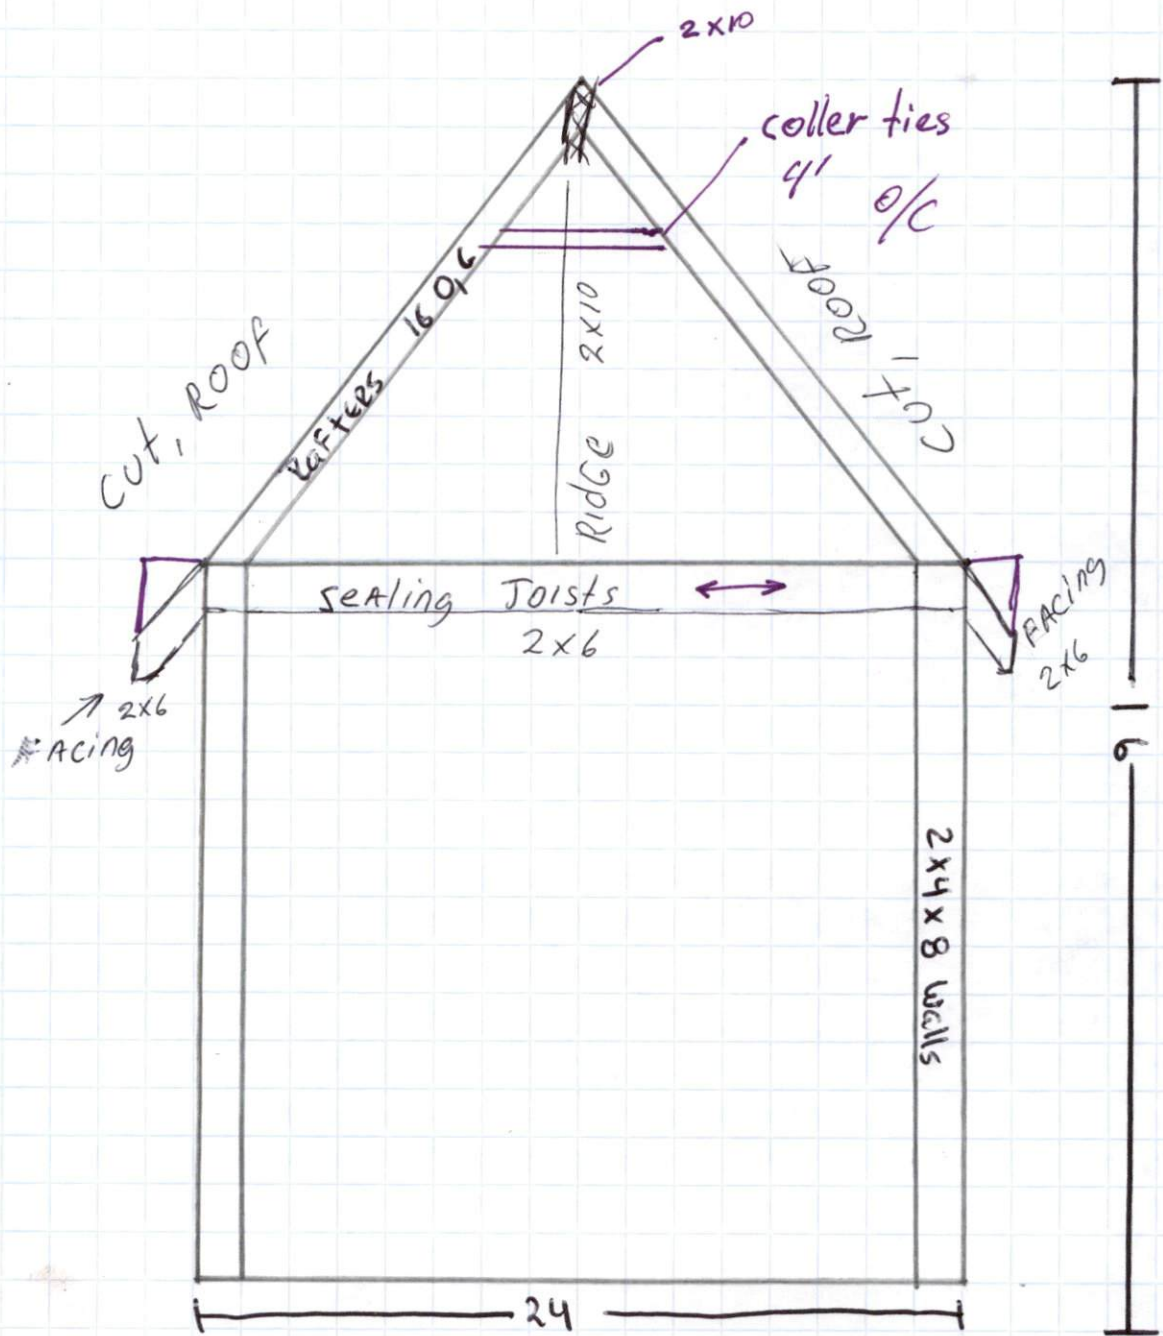 2x10
coller ties
4' O/C
CUT, ROOF
CUT, ROOF
RAFTERS 16 O,C
RIDGE 2x10
SEALING JOISTS
2x6
FACING
2x6
2x6
FACING
16
2x4x8 walls
24